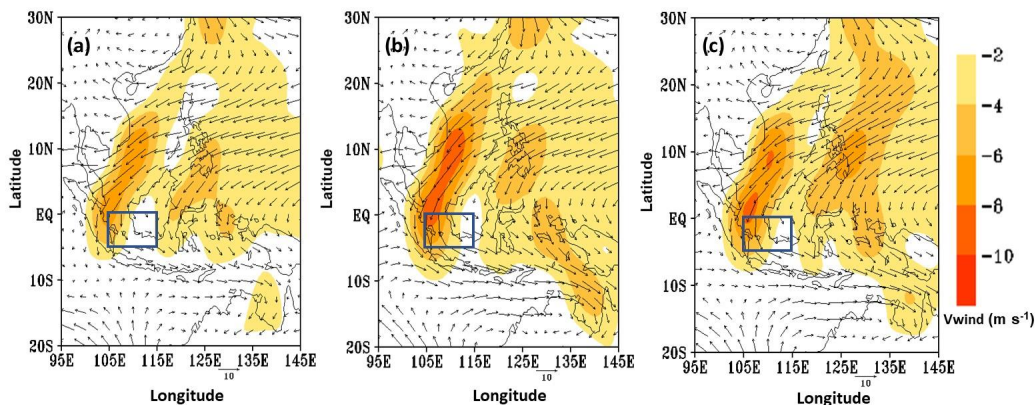 (a)
30N
20N
10N
EQ
10S
20S
95E 105E 115E 125E 135E 145E
10
Latitude
Longitude
(b)
30N
20N
10N
EQ
10S
20S
95E 105E 115E 125E 135E 145E
10
Latitude
Longitude
(c)
30N
20N
10N
EQ
10S
20S
95E 105E 115E 125E 135E 145E
10
Latitude
Longitude
-2
-4
-6
-8
-10
Vwind (m s⁻¹)